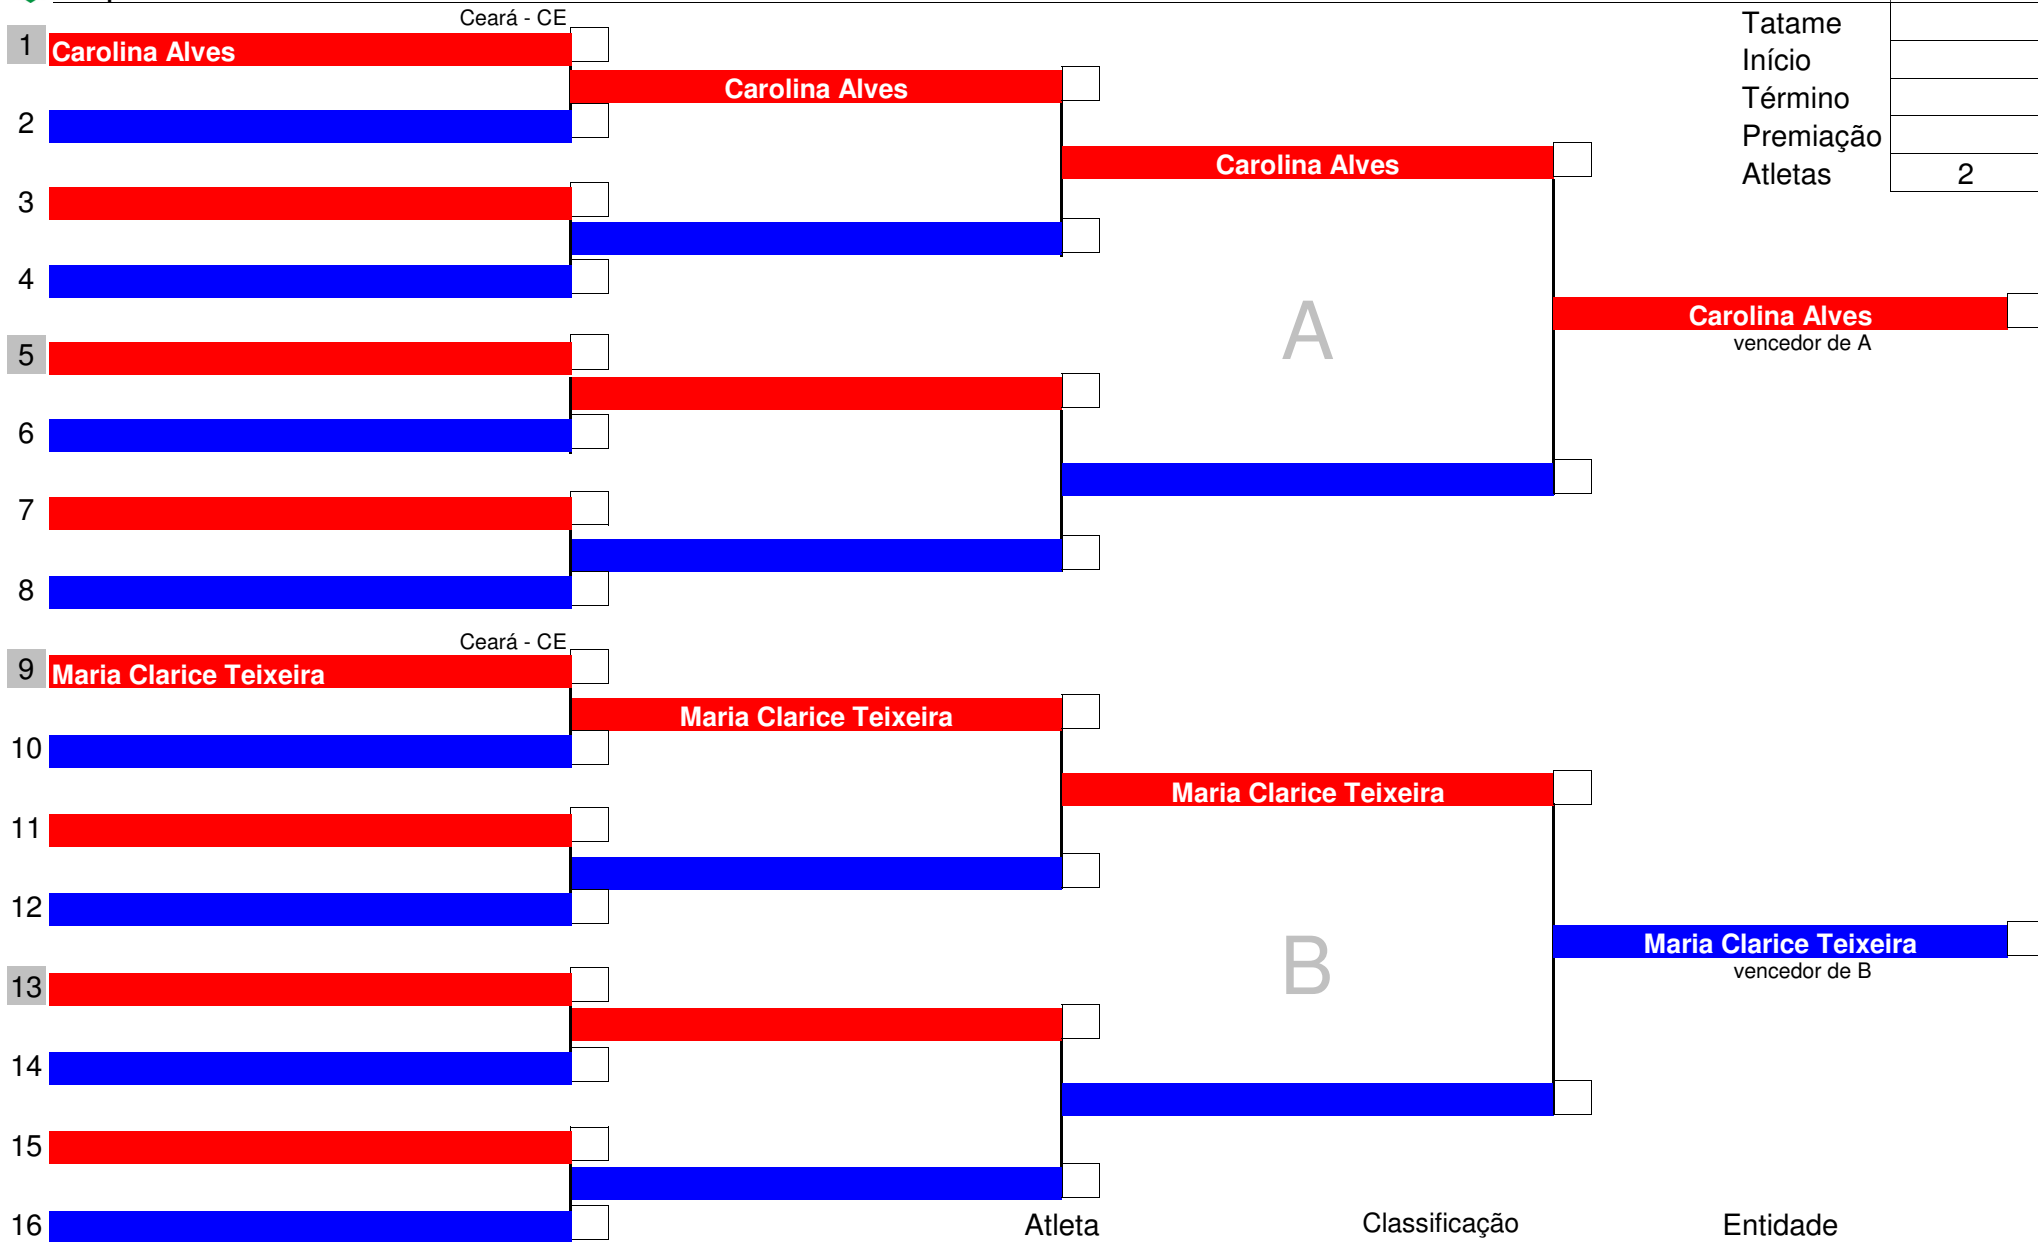 Ceará - CE
1 Carolina Alves
Carolina Alves
2
Carolina Alves
3
4
Carolina Alves
vencedor de A
A
5
6
7
8
Tatame
Início
Término
Premiação
Atletas 2
Ceará - CE
9 Maria Clarice Teixeira
Maria Clarice Teixeira
10
Maria Clarice Teixeira
11
12
Maria Clarice Teixeira
vencedor de B
B
13
14
15
16
Atleta Classificação Entidade